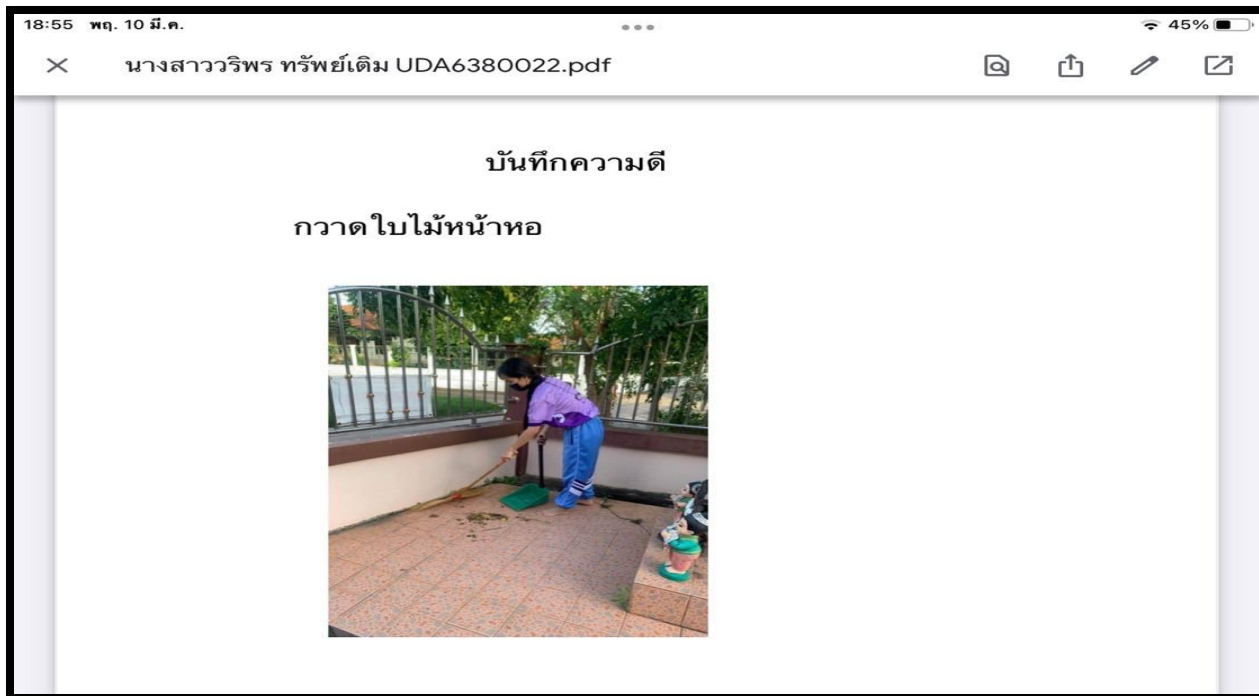 18:55 พฤ. 10 มี.ค. 45%
นางสาววริพร ทรัพย์เดิม UDA6380022.pdf
บันทึกความดี
กวาดใบไม้หน้าหอ